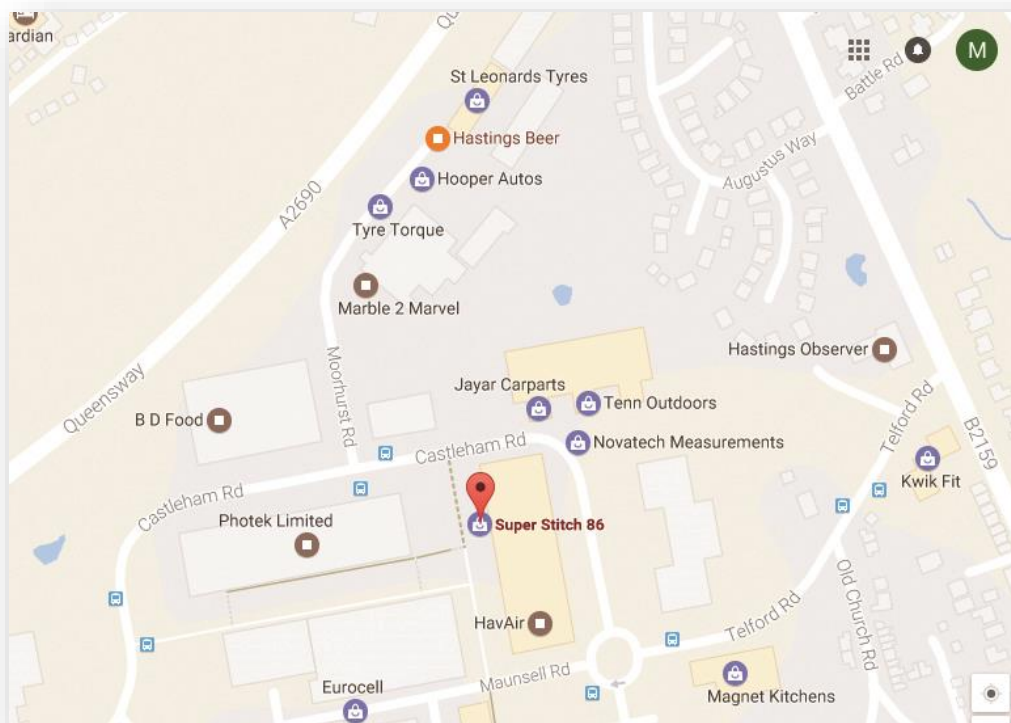 ardian
Qu
M
St Leonards Tyres
Battle Rd
Hastings Beer
Augustus Way
Hooper Autos
A2690
Tyre Torque
Marble 2 Marvel
Hastings Observer
Moorhurst Rd
Queensway
Jayar Carparts
Tenn Outdoors
Telford Rd
B D Food
Castleham Rd
Novatech Measurements
B2159
Kwik Fit
Castleham Rd
Photek Limited
Super Stitch 86
Old Church Rd
HavAir
Telford Rd
Maunsell Rd
Eurocell
Magnet Kitchens